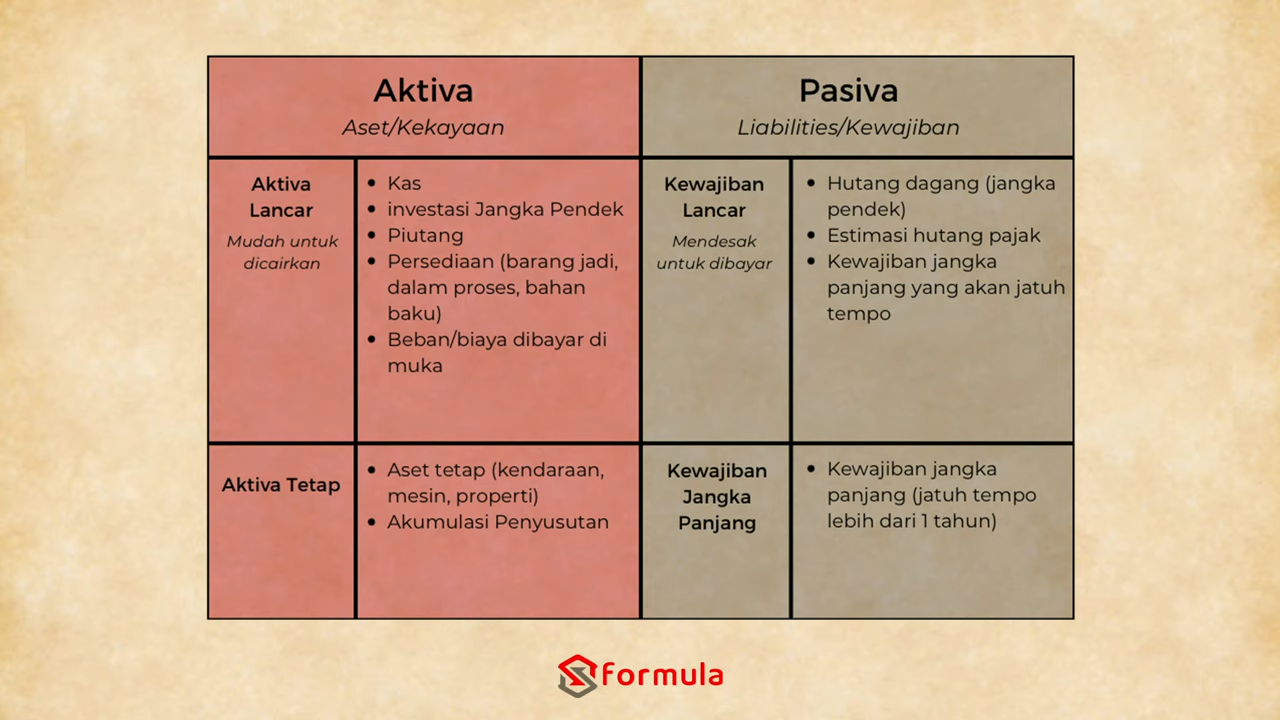 Aktiva
Aset/Kekayaan
Pasiva
Liabilities/Kewajiban
Aktiva
Lancar
Mudah untuk
dicairkan
• Kas
• investasi Jangka Pendek
• Piutang
• Persediaan (barang jadi,
dalam proses, bahan
baku)
• Beban/biaya dibayar di
muka
Kewajiban
Lancar
Mendesak
untuk dibayar
• Hutang dagang (jangka
pendek)
• Estimasi hutang pajak
• Kewajiban jangka
panjang yang akan jatuh
tempo
Aktiva Tetap
• Aset tetap (kendaraan,
mesin, properti)
• Akumulasi Penyusutan
Kewajiban
Jangka
Panjang
• Kewajiban jangka
panjang (jatuh tempo
lebih dari 1 tahun)
formula